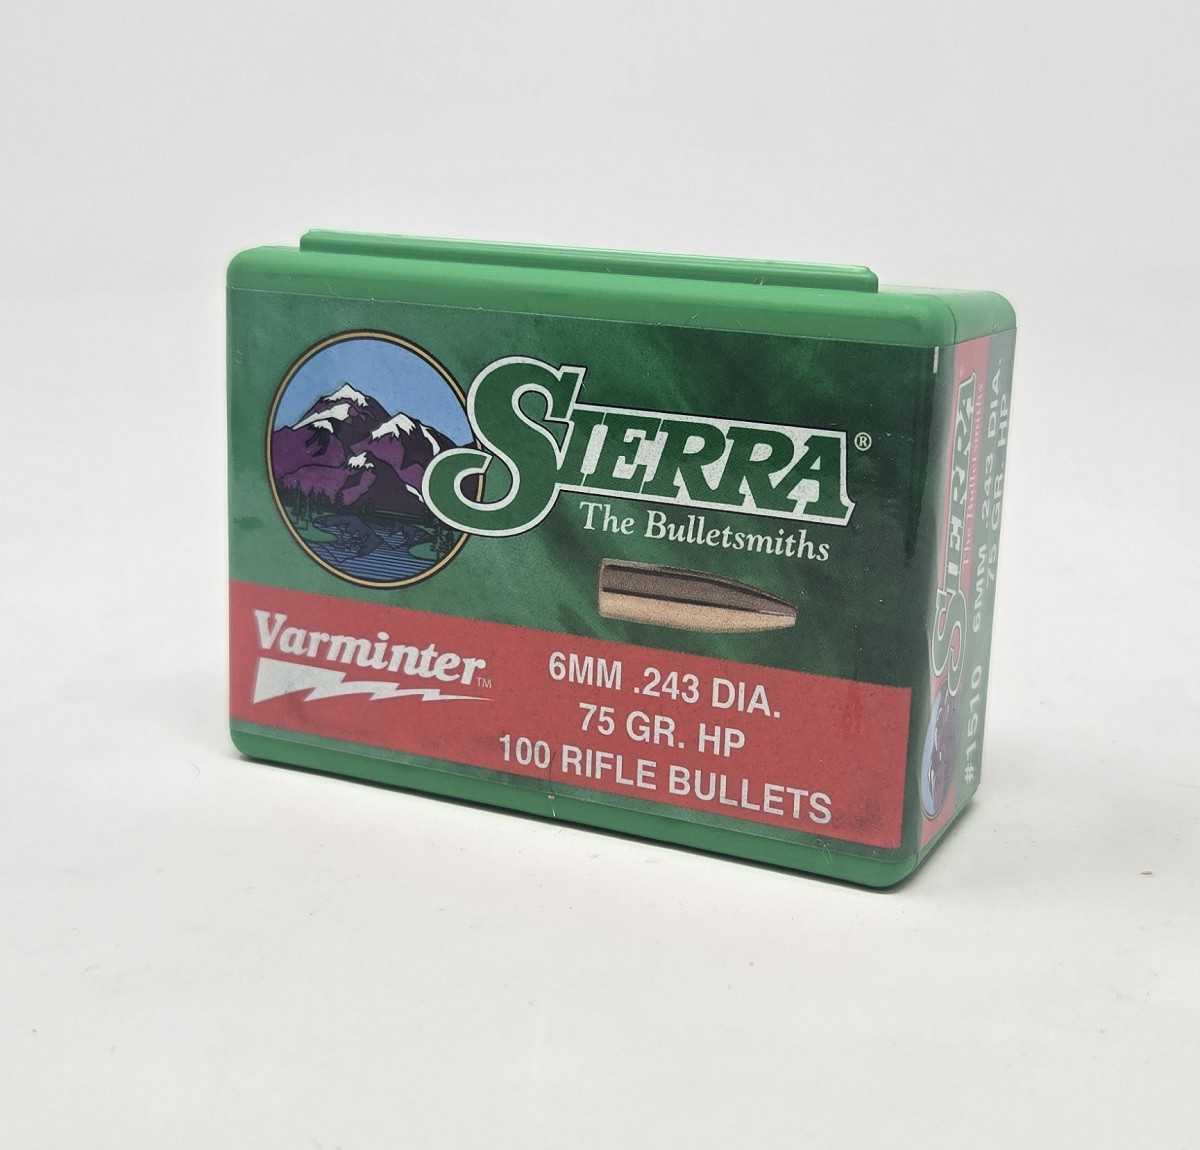 SIERRA®
The Bulletsmiths
Varminter™
6MM .243 DIA.
75 GR. HP
100 RIFLE BULLETS
SIERRA
The Bulletsmiths
#1510 6MM .243 DIA.
75 GR. HP